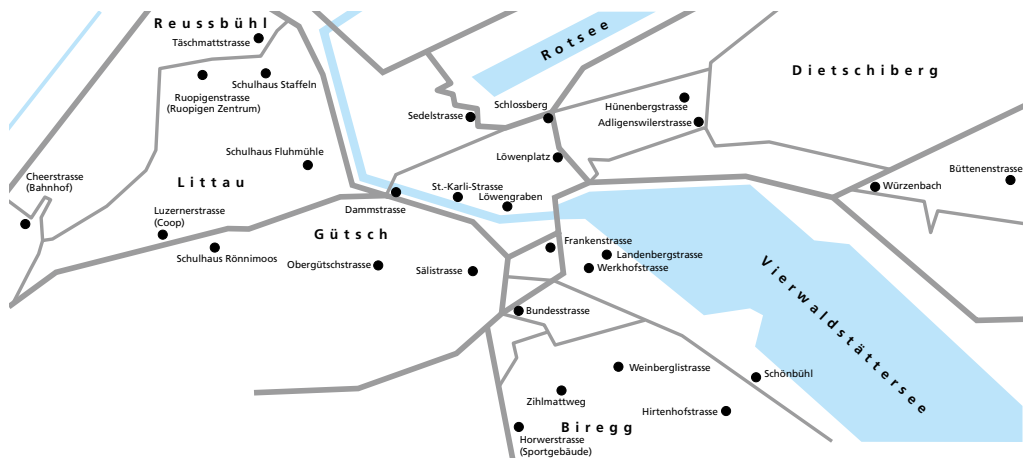 Reussbühl
Täschmattstrasse
Ruopigenstrasse
(Ruopigen Zentrum)
Schulhaus Staffeln
Rotsee
Dietschiberg
Sedelstrasse
Schlossberg
Hünenbergstrasse
Adligenswilerstrasse
Schulhaus Fluhmühle
Löwenplatz
Cheerstrasse
(Bahnhof)
Littau
St.-Karli-Strasse
Löwengraben
Würzenbach
Büttenenstrasse
Luzernerstrasse
(Coop)
Dammstrasse
Schulhaus Rönnimoos
Gütsch
Obergütschstrasse
Sälistrasse
Frankenstrasse
Landenbergstrasse
Werkhofstrasse
Vierwaldstättersee
Bundesstrasse
Weinberglistrasse
Schönbühl
Zihlmattweg
Hirtenhofstrasse
Biregg
Horwerstrasse
(Sportgebäude)